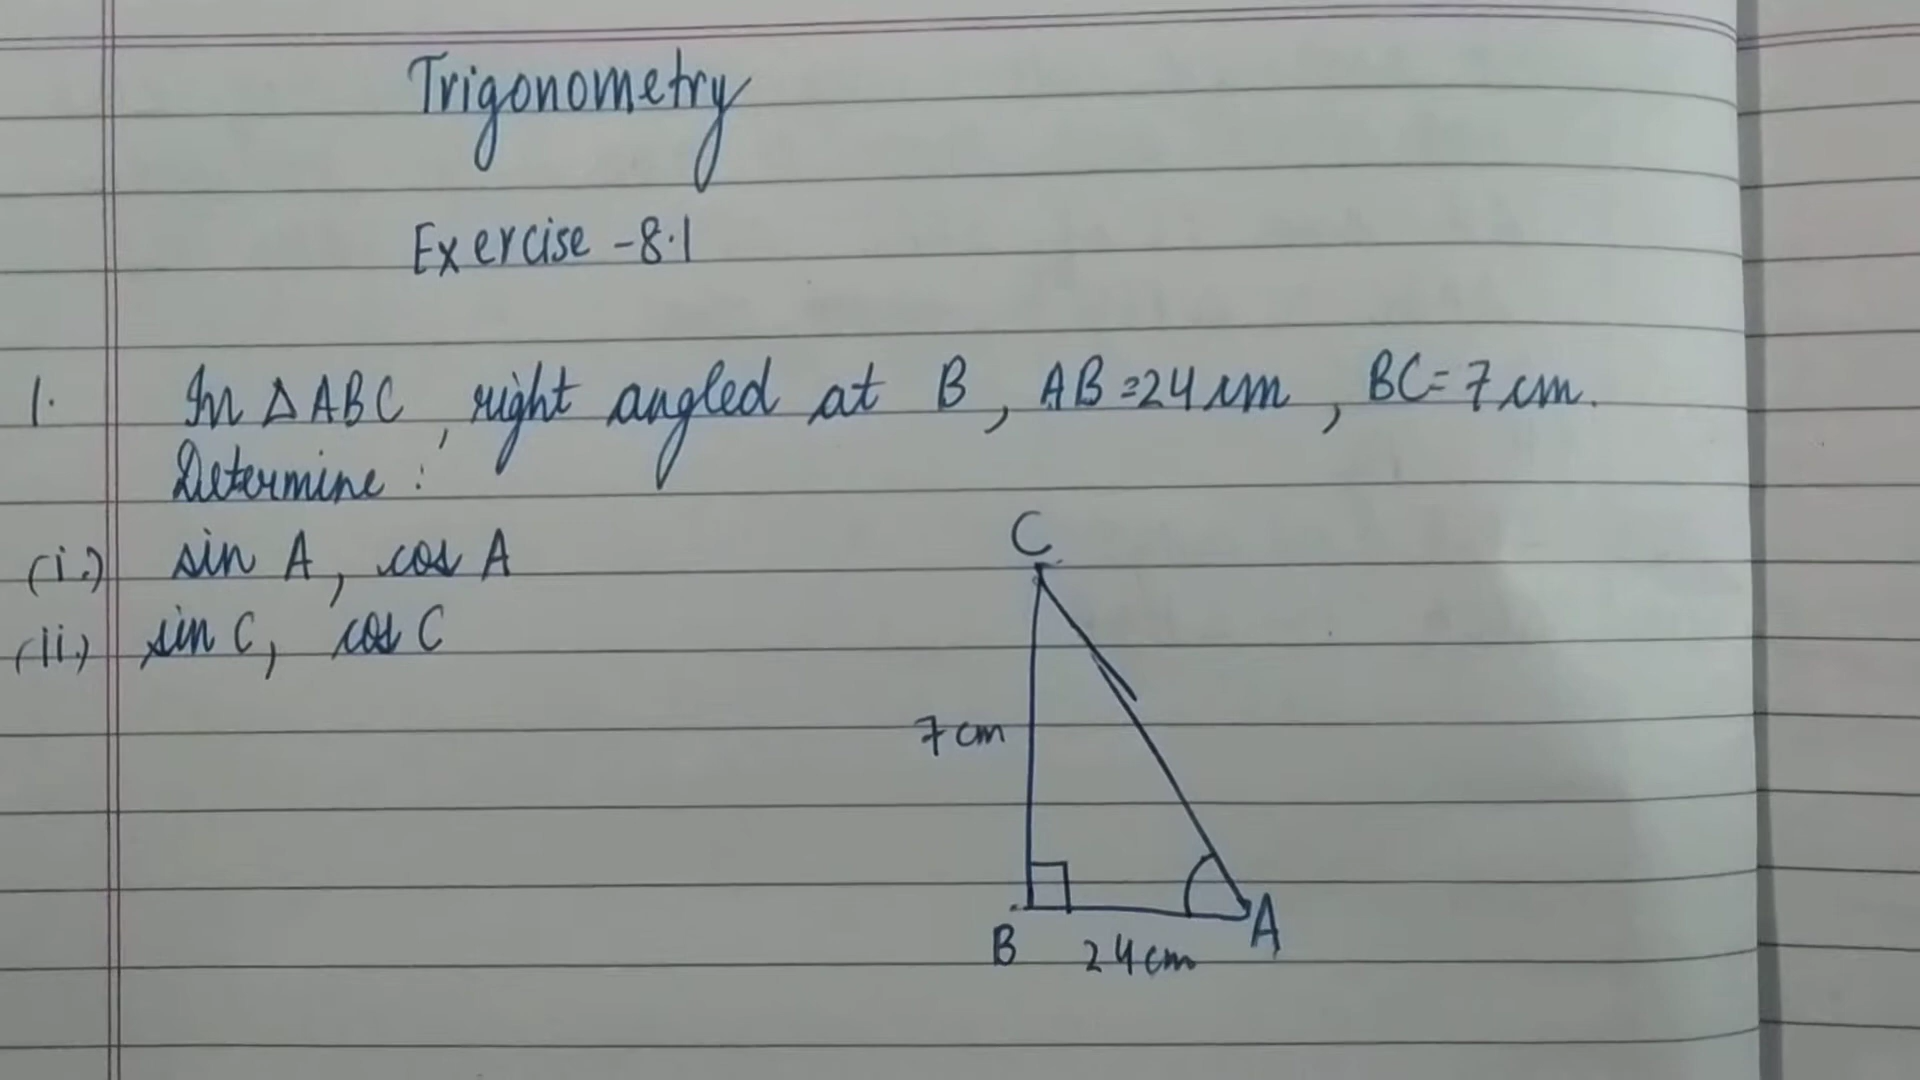 Trigonometry
Exercise -8.1
1. In △ABC, right angled at B, AB=24 cm, BC=7 cm.
Determine:
(i.) sin A, cos A
(ii.) sin C, cos C
C
7 cm
B
A
24 cm